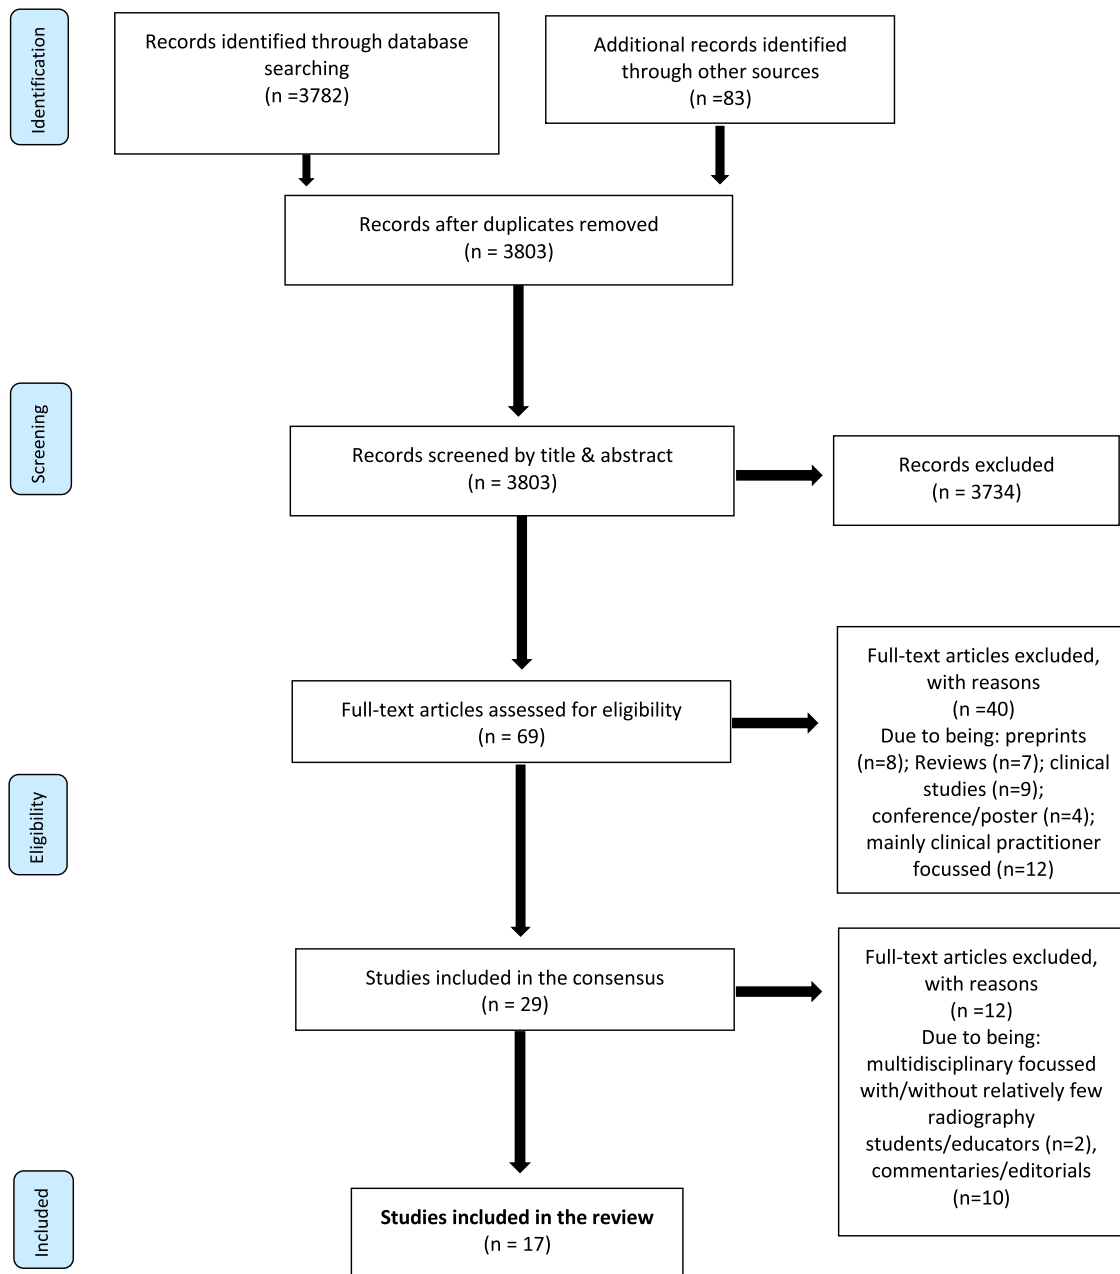 Identification
Records identified through database
searching
(n =3782)
Additional records identified
through other sources
(n =83)
Records after duplicates removed
(n = 3803)
Screening
Records screened by title & abstract
(n = 3803)
Records excluded
(n = 3734)
Eligibility
Full-text articles assessed for eligibility
(n = 69)
Full-text articles excluded,
with reasons
(n =40)
Due to being: preprints
(n=8); Reviews (n=7); clinical
studies (n=9);
conference/poster (n=4);
mainly clinical practitioner
focussed (n=12)
Studies included in the consensus
(n = 29)
Full-text articles excluded,
with reasons
(n =12)
Due to being:
multidisciplinary focussed
with/without relatively few
radiography
students/educators (n=2),
commentaries/editorials
(n=10)
Included
Studies included in the review
(n = 17)